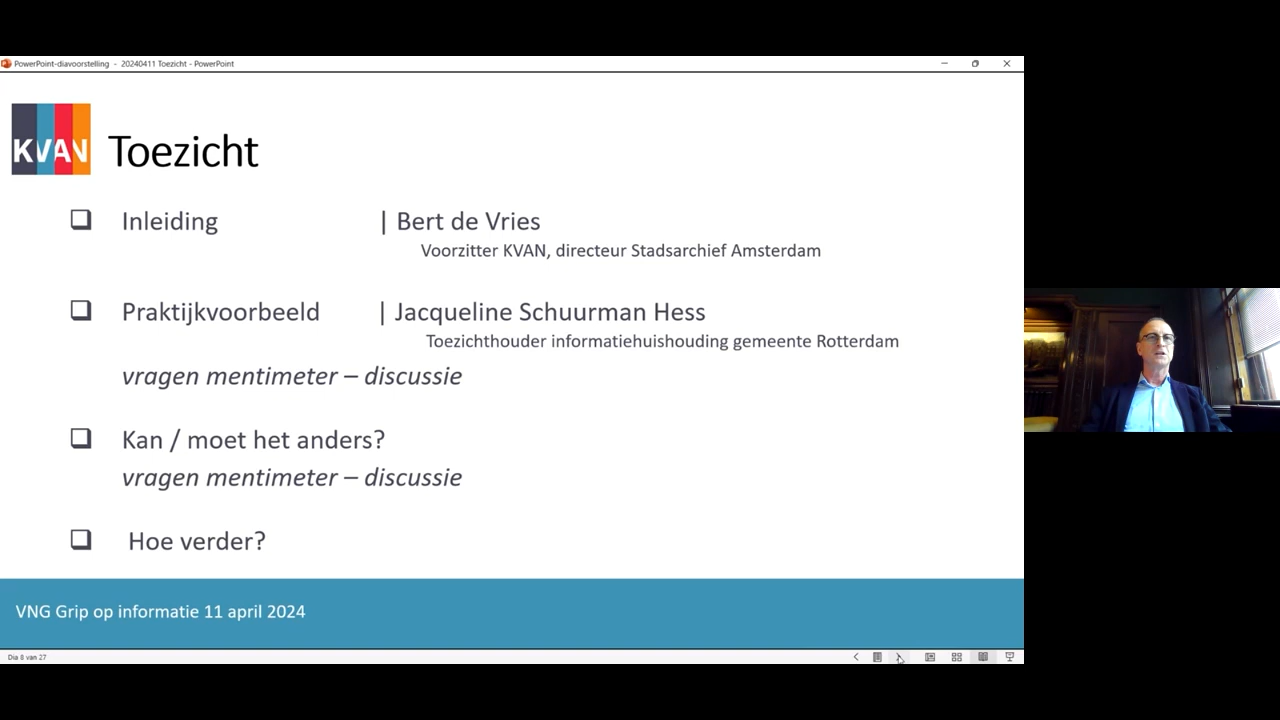 PowerPoint-diavoorstelling - 20240411 Toezicht - PowerPoint
KVAN
Toezicht
Inleiding | Bert de Vries
Voorzitter KVAN, directeur Stadsarchief Amsterdam
Praktijkvoorbeeld | Jacqueline Schuurman Hess
Toezichthouder informatiehuishouding gemeente Rotterdam
vragen mentimeter – discussie
Kan / moet het anders?
vragen mentimeter – discussie
Hoe verder?
VNG Grip op informatie 11 april 2024
Dia 8 van 27